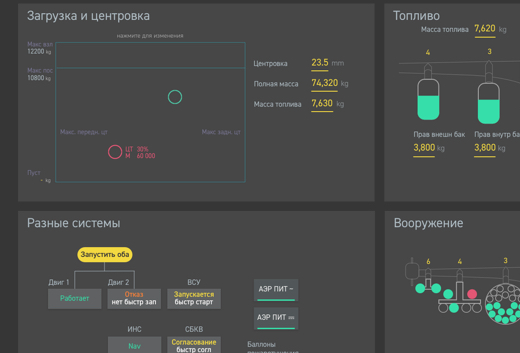 Загрузка и центровка
нажмите для изменения
Макс взл
12200 kg
Макс пос
10800 kg
Макс. передн. цт
Макс задн. цт
ЦТ 30%
М 60 000
Пуст
- kg
Центровка 23.5 mm
Полная масса 74,320 kg
Масса топлива 7,630 kg
Топливо
Масса топлива 7,620 kg
4
3
Прав внешн бак
3,800 kg
Прав внутр ба
3,800 kg
Разные системы
Запустить оба
Двиг 1
Работает
Двиг 2
Отказ
нет быстр зап
ВСУ
Запускается
быстр старт
АЭР ПИТ ~
АЭР ПИТ
ИНС
Nav
СБКВ
Согласование
быстр согл
Баллоны
Вооружение
6
4
3